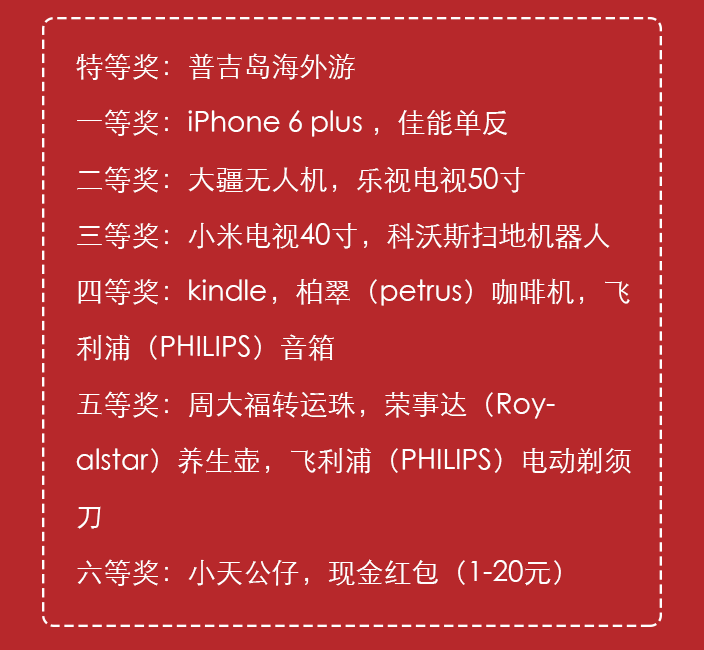 特等奖：普吉岛海外游
一等奖：iPhone 6 plus ，佳能单反
二等奖：大疆无人机，乐视电视50寸
三等奖：小米电视40寸，科沃斯扫地机器人
四等奖：kindle，柏翠（petrus）咖啡机，飞
利浦（PHILIPS）音箱
五等奖：周大福转运珠，荣事达（Roy-
alstar）养生壶，飞利浦（PHILIPS）电动剃须
刀
六等奖：小天公仔，现金红包（1-20元）